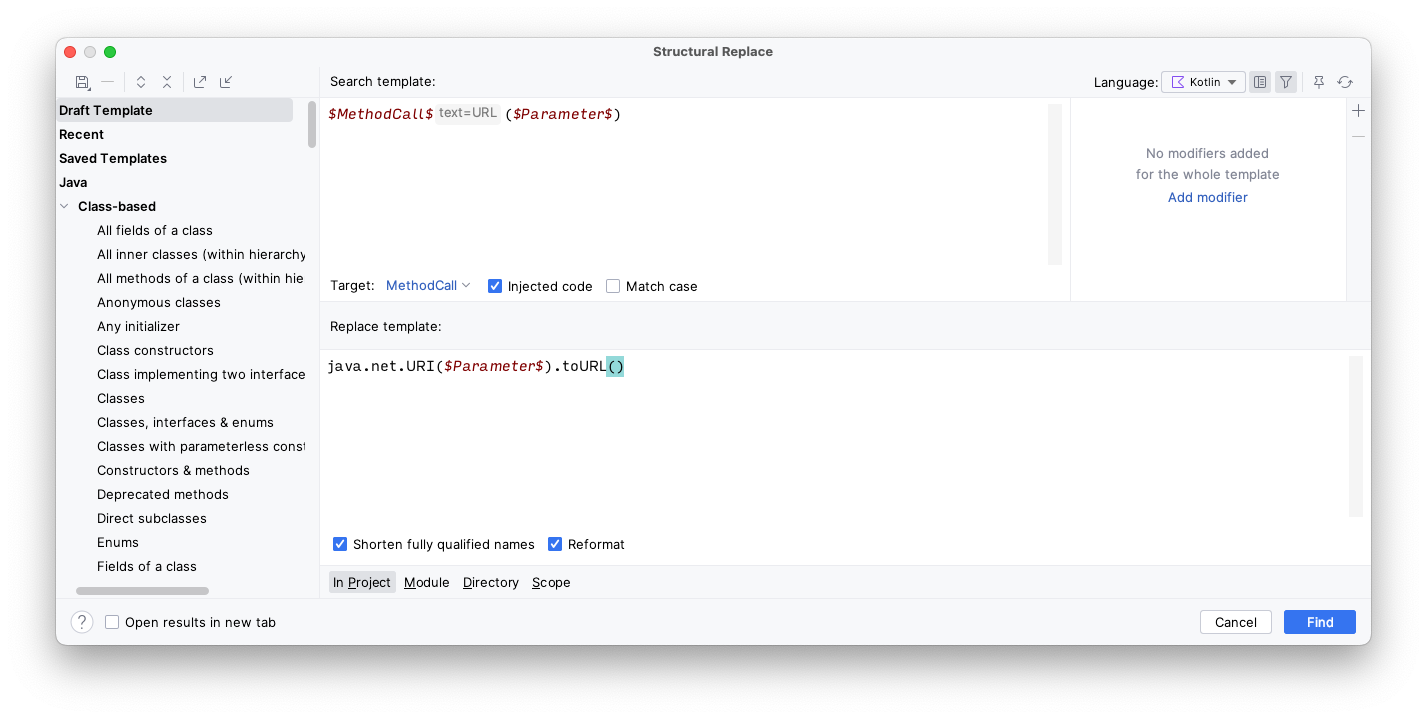 Structural Replace
Search template:
Language: Kotlin
Draft Template
Recent
Saved Templates
Java
Class-based
All fields of a class
All inner classes (within hierarchy
All methods of a class (within hie
Anonymous classes
Any initializer
Class constructors
Class implementing two interface
Classes
Classes, interfaces & enums
Classes with parameterless const
Constructors & methods
Deprecated methods
Direct subclasses
Enums
Fields of a class
$MethodCall$ text=URL ($Parameter$)
No modifiers added
for the whole template
Add modifier
Target: MethodCall Injected code Match case
Replace template:
java.net.URI($Parameter$).toURL()
Shorten fully qualified names Reformat
In Project Module Directory Scope
? Open results in new tab
Cancel Find